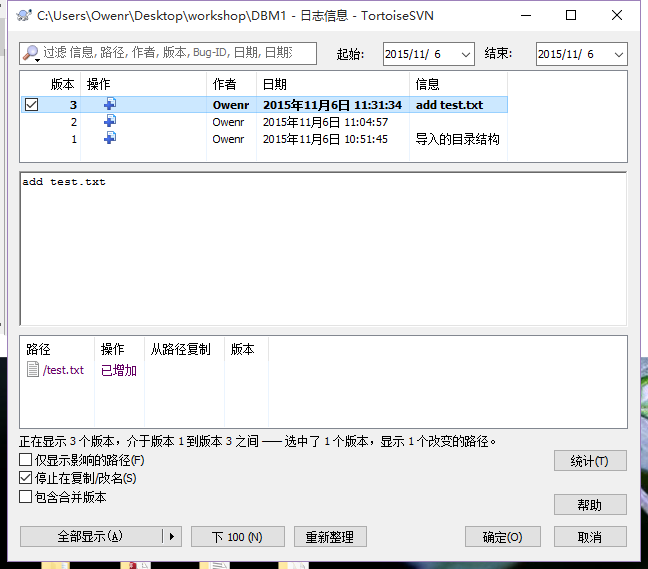 C:\Users\Owenr\Desktop\workshop\DBM1 - 日志信息 - TortoiseSVN
过滤 信息, 路径, 作者, 版本, Bug-ID, 日期, 日期 起始: 2015/11/ 6 结束: 2015/11/ 6
版本 操作 作者 日期 信息
3 Owenr 2015年11月6日 11:31:34 add test.txt
2 Owenr 2015年11月6日 11:04:57
1 Owenr 2015年11月6日 10:51:45 导入的目录结构
add test.txt
路径 操作 从路径复制 版本
/test.txt 已增加
正在显示 3 个版本，介于版本 1 到版本 3 之间 —— 选中了 1 个版本，显示 1 个改变的路径。
仅显示影响的路径(F)
统计(T)
停止在复制/改名(S)
包含合并版本
帮助
全部显示(A) 下 100 (N) 重新整理 确定(O) 取消